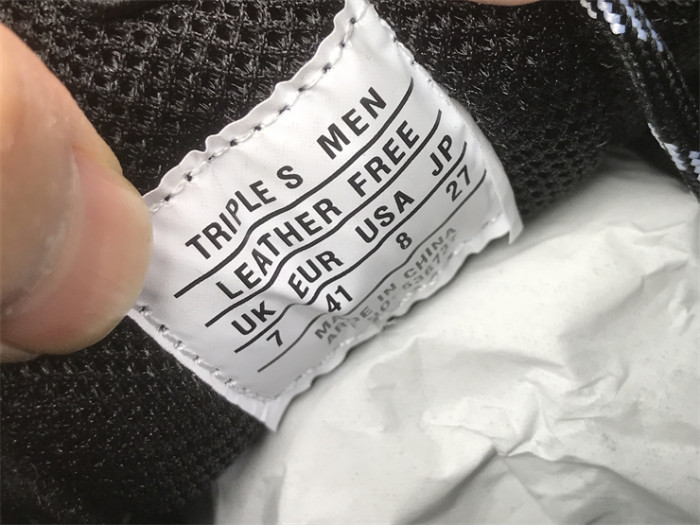 TRIPLE S MEN
LEATHER FREE
UK EUR USA JP
7 41 8 27
MADE IN CHINA